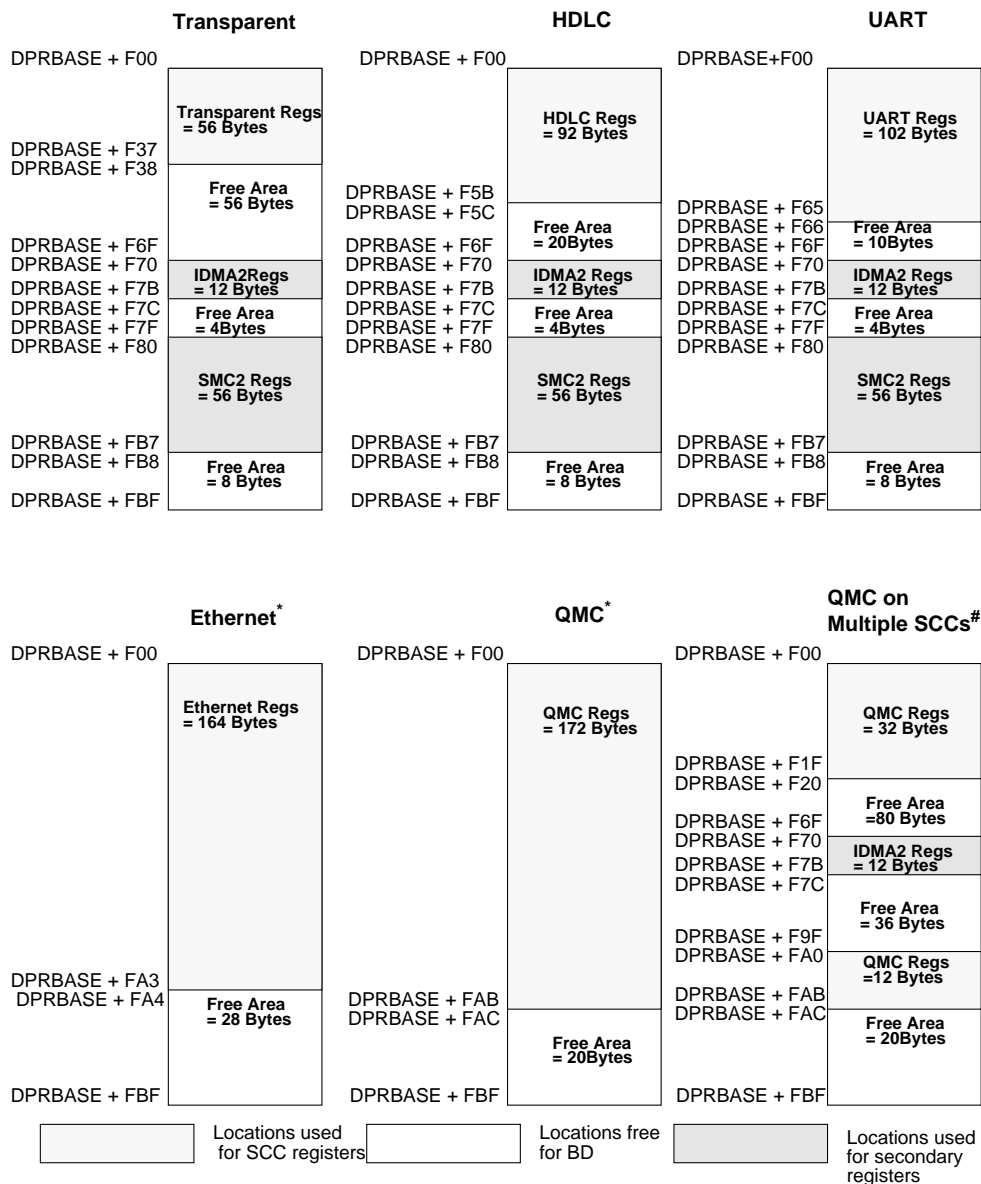 Transparent
HDLC
UART
DPRBASE + F00
DPRBASE + F00
DPRBASE+F00
Transparent Regs
= 56 Bytes
HDLC Regs
= 92 Bytes
UART Regs
= 102 Bytes
DPRBASE + F37
DPRBASE + F38
Free Area
= 56 Bytes
DPRBASE + F5B
DPRBASE + F5C
DPRBASE + F65
DPRBASE + F66
Free Area
= 20Bytes
Free Area
= 10Bytes
DPRBASE + F6F
DPRBASE + F70
DPRBASE + F7B
DPRBASE + F7C
DPRBASE + F7F
DPRBASE + F80
IDMA2Regs
= 12 Bytes
Free Area
= 4Bytes
DPRBASE + F6F
DPRBASE + F70
DPRBASE + F7B
DPRBASE + F7C
DPRBASE + F7F
DPRBASE + F80
IDMA2 Regs
= 12 Bytes
Free Area
= 4Bytes
DPRBASE + F6F
DPRBASE + F70
DPRBASE + F7B
DPRBASE + F7C
DPRBASE + F7F
DPRBASE + F80
IDMA2 Regs
= 12 Bytes
Free Area
= 4Bytes
SMC2 Regs
= 56 Bytes
SMC2 Regs
= 56 Bytes
SMC2 Regs
= 56 Bytes
DPRBASE + FB7
DPRBASE + FB8
Free Area
= 8 Bytes
DPRBASE + FBF
DPRBASE + FB7
DPRBASE + FB8
Free Area
= 8 Bytes
DPRBASE + FBF
DPRBASE + FB7
DPRBASE + FB8
Free Area
= 8 Bytes
DPRBASE +FBF
Ethernet*
QMC*
QMC on
Multiple SCCs#
DPRBASE + F00
DPRBASE + F00
DPRBASE + F00
Ethernet Regs
= 164 Bytes
QMC Regs
= 172 Bytes
QMC Regs
= 32 Bytes
DPRBASE + F1F
DPRBASE + F20
Free Area
=80 Bytes
DPRBASE + F6F
DPRBASE + F70
IDMA2 Regs
= 12 Bytes
DPRBASE + F7B
DPRBASE + F7C
Free Area
= 36 Bytes
DPRBASE + F9F
DPRBASE + FA0
QMC Regs
=12 Bytes
DPRBASE + FA3
DPRBASE + FA4
Free Area
= 28 Bytes
DPRBASE + FAB
DPRBASE + FAC
Free Area
= 20Bytes
DPRBASE + FAB
DPRBASE + FAC
Free Area
= 20Bytes
DPRBASE + FBF
DPRBASE + FBF
DPRBASE + FBF
Locations used
for SCC registers
Locations free
for BD
Locations used
for secondary
registers